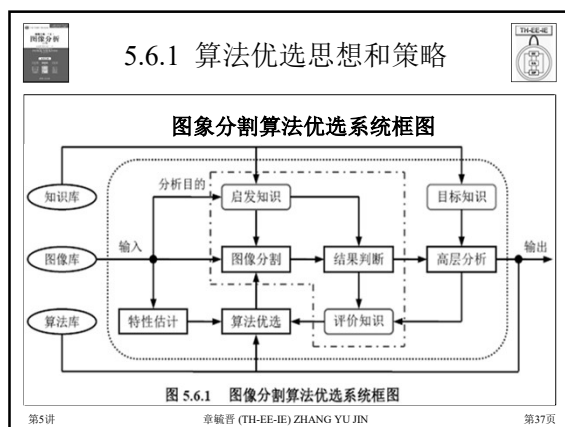 图像分析
5.6.1 算法优选思想和策略
TH-EE-IE
图象分割算法优选系统框图
知识库
分析目的
启发知识
目标知识
图像库
输入
图像分割
结果判断
高层分析
输出
算法库
特性估计
算法优选
评价知识
图 5.6.1 图像分割算法优选系统框图
第5讲
章毓晋 (TH-EE-IE) ZHANG YU JIN
第37页